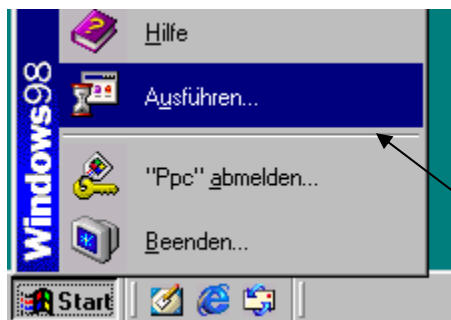 Hilfe
Ausführen...
"Ppc" abmelden...
Beenden...
Windows98
Start